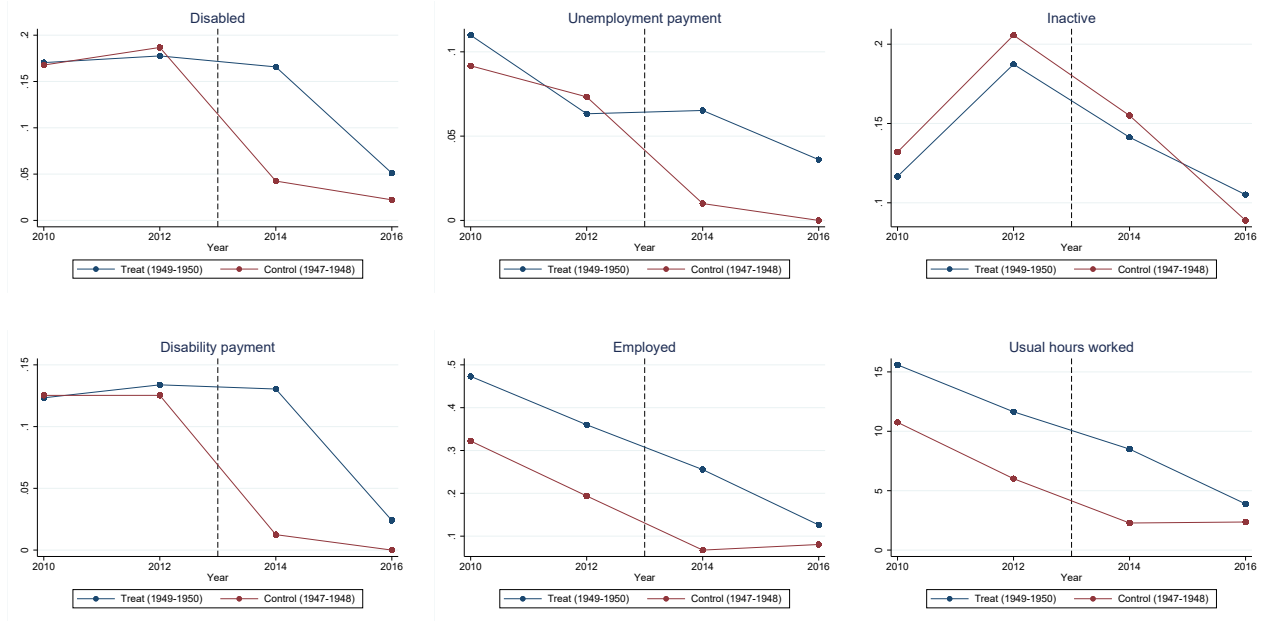 Disabled
.2
.15
.1
.05
0
2010 2012 2014 2016
Year
Treat (1949-1950) Control (1947-1948)
Unemployment payment
.1
.05
0
2010 2012 2014 2016
Year
Treat (1949-1950) Control (1947-1948)
Inactive
.2
.15
.1
2010 2012 2014 2016
Year
Treat (1949-1950) Control (1947-1948)
Disability payment
.15
.1
.05
0
2010 2012 2014 2016
Year
Treat (1949-1950) Control (1947-1948)
Employed
.5
.4
.3
.2
.1
2010 2012 2014 2016
Year
Treat (1949-1950) Control (1947-1948)
Usual hours worked
15
10
5
0
2010 2012 2014 2016
Year
Treat (1949-1950) Control (1947-1948)